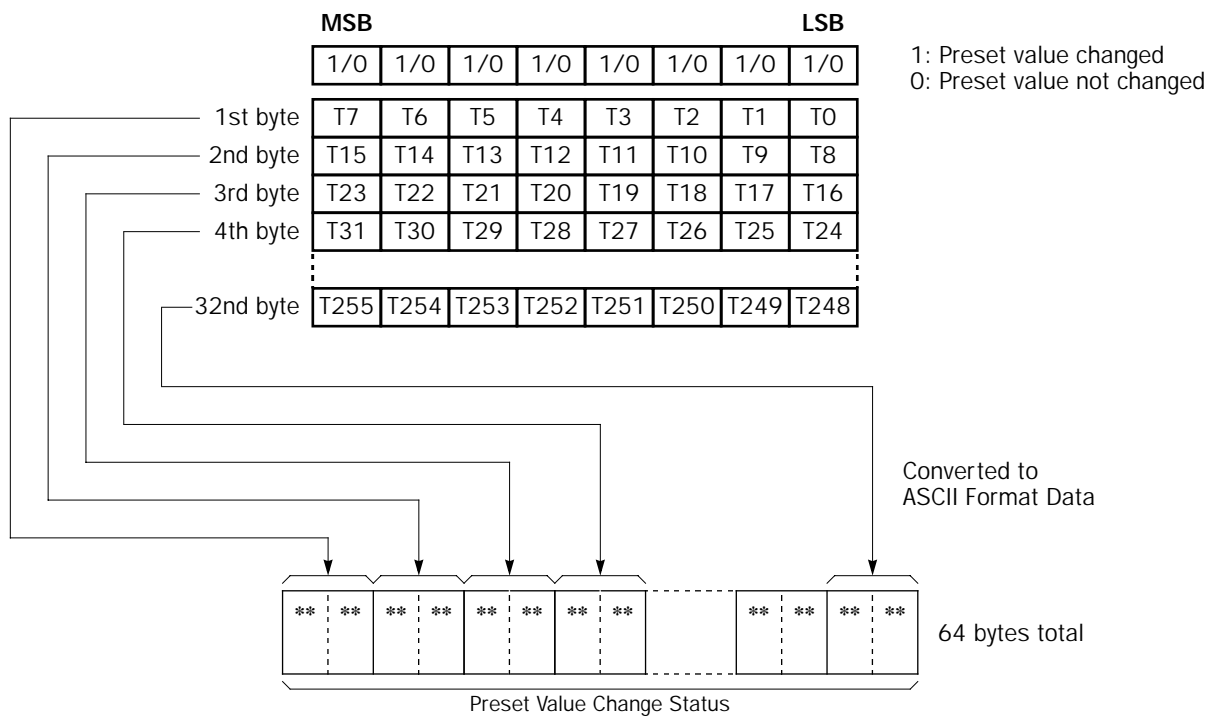 MSB LSB
1/0 1/0 1/0 1/0 1/0 1/0 1/0 1/0
1: Preset value changed
0: Preset value not changed
1st byte T7 T6 T5 T4 T3 T2 T1 T0
2nd byte T15 T14 T13 T12 T11 T10 T9 T8
3rd byte T23 T22 T21 T20 T19 T18 T17 T16
4th byte T31 T30 T29 T28 T27 T26 T25 T24
32nd byte T255 T254 T253 T252 T251 T250 T249 T248
Converted to
ASCII Format Data
** ** ** ** ** ** ** ** ** ** ** **
64 bytes total
Preset Value Change Status